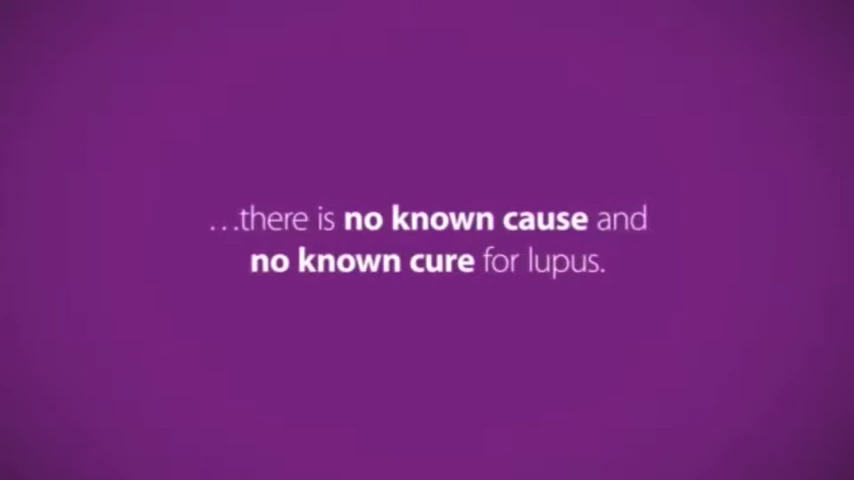 …there is no known cause and
no known cure for lupus.